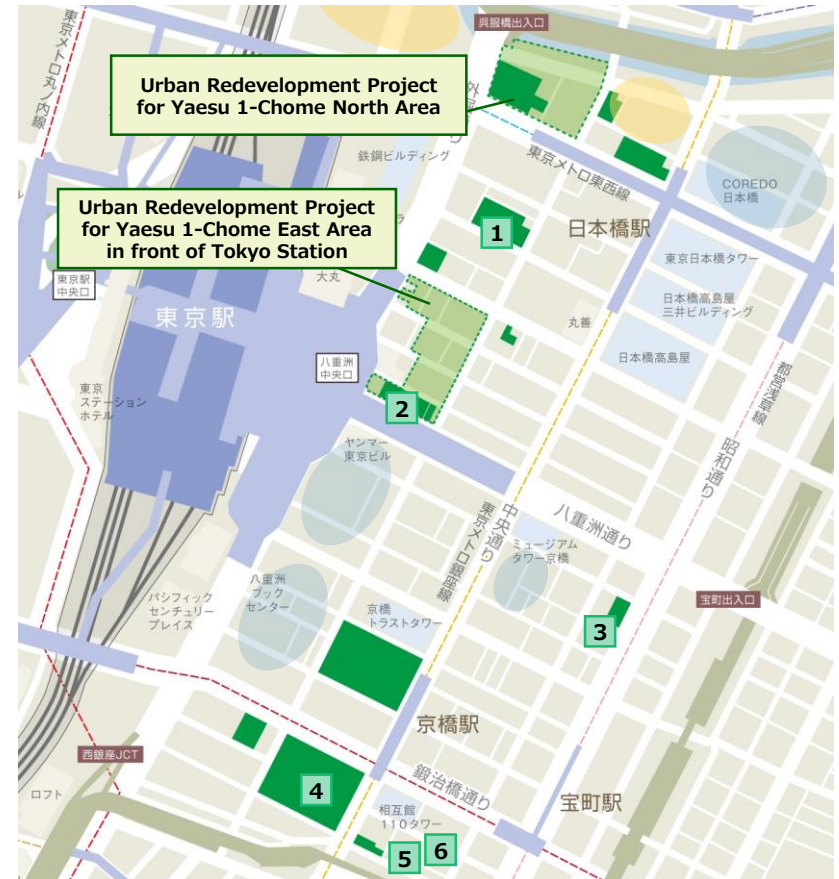 東京メトロ丸ノ内線
呉服橋出入口
Urban Redevelopment Project
for Yaesu 1-Chome North Area
鉄鋼ビルディング
東京メトロ東西線
COREDO
日本橋
Urban Redevelopment Project
for Yaesu 1-Chome East Area
in front of Tokyo Station
1
日本橋駅
東京日本橋タワー
大丸
東京駅
中央口
東京駅
日本橋高島屋
三井ビルディング
丸善
日本橋高島屋
八重洲
中央口
都営浅草線
東京
ステーション
ホテル
2
昭和通り
ヤンマー
東京ビル
中央通り
東京メトロ銀座線
八重洲通り
ミュージアム
タワー京橋
八重洲
ブック
センター
パシフィック
センチュリー
プレイス
京橋
トラストタワー
宝町出入口
3
京橋駅
西銀座JCT
鍛治橋通り
ロフト
4
宝町駅
相互館
110タワー
5
6